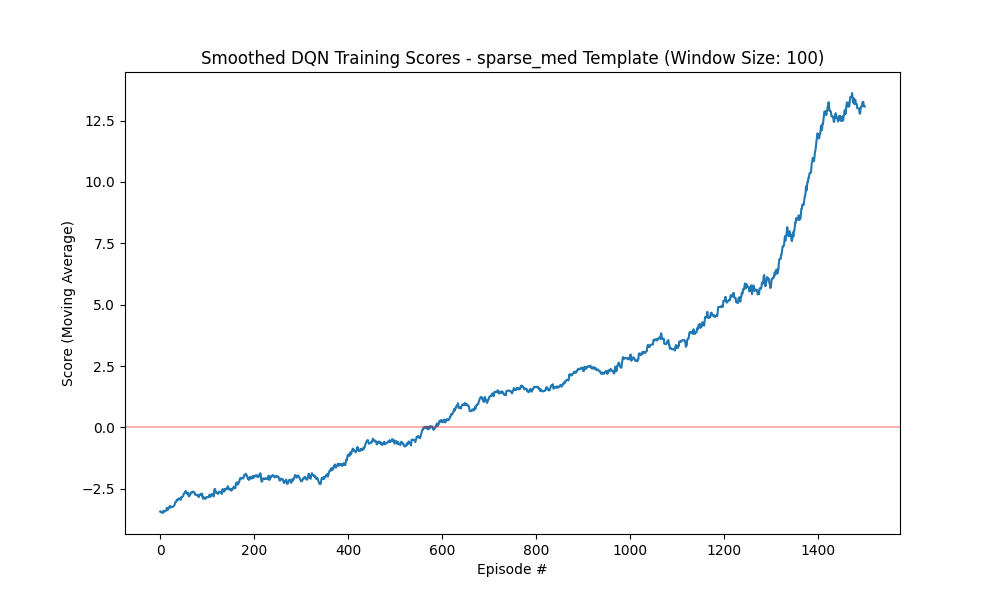 Smoothed DQN Training Scores - sparse_med Template (Window Size: 100)
Score (Moving Average)
12.5
10.0
7.5
5.0
2.5
0.0
−2.5
0 200 400 600 800 1000 1200 1400
Episode #